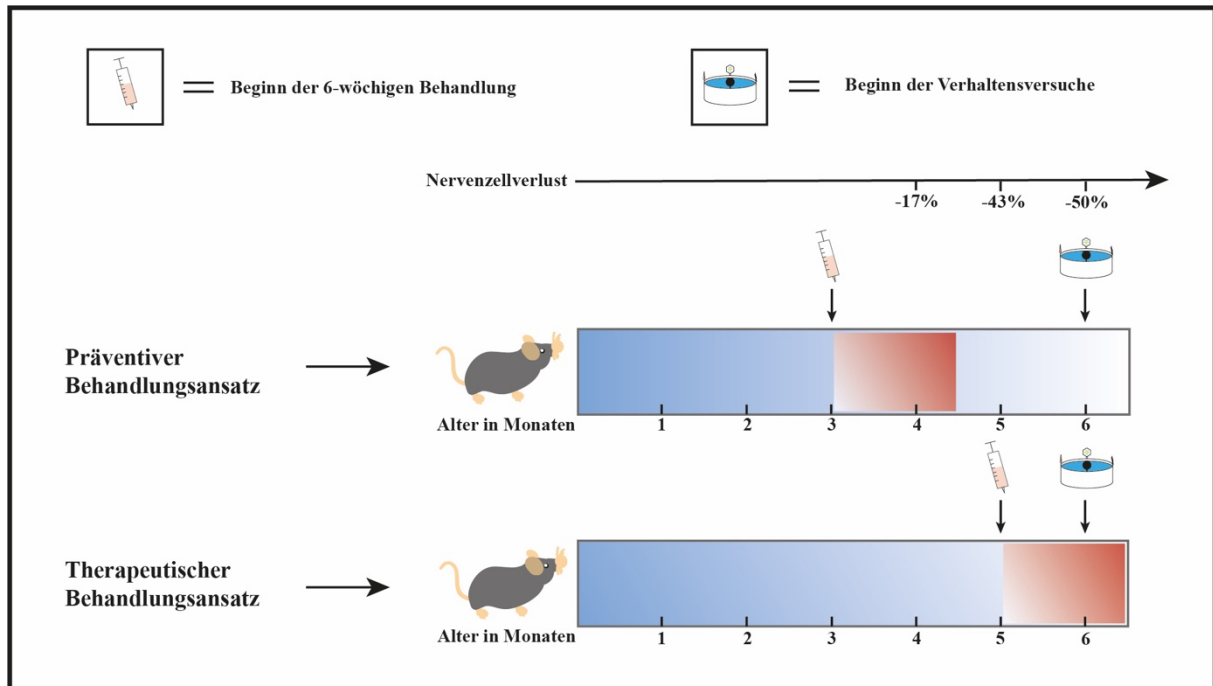 = Beginn der 6-wöchigen Behandlung
= Beginn der Verhaltensversuche
Nervenzellverlust
-17% -43% -50%
Präventiver
Behandlungsansatz
Alter in Monaten 1 2 3 4 5 6
Therapeutischer
Behandlungsansatz
Alter in Monaten 1 2 3 4 5 6